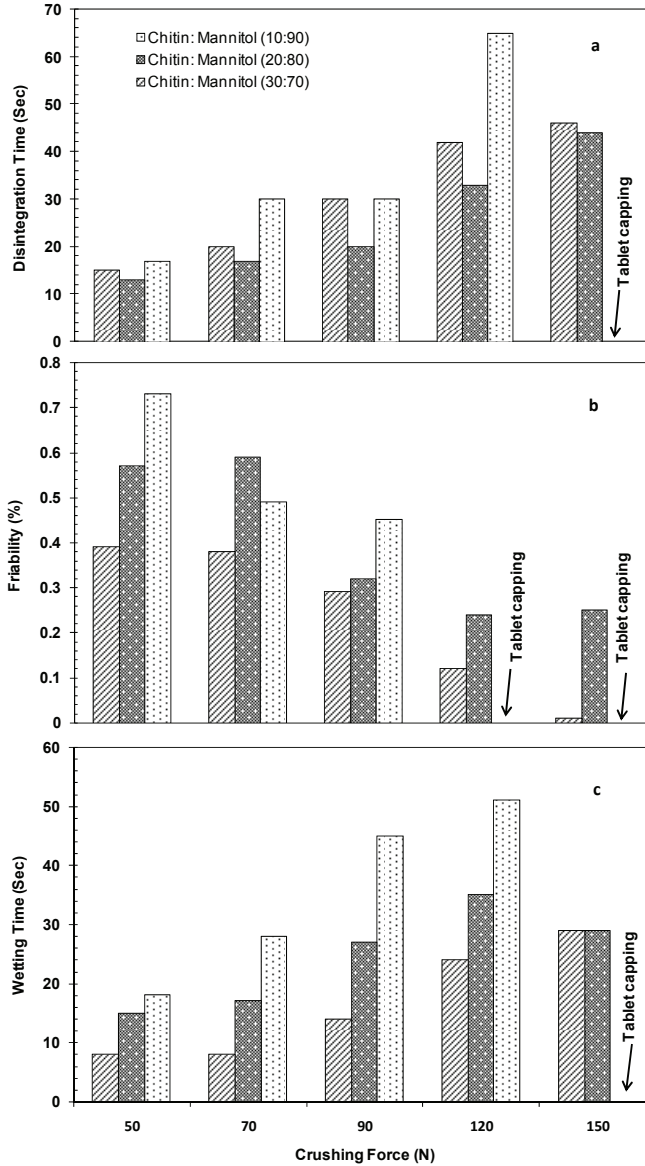 70
60
50
40
30
20
10
0
Disintegration Time (Sec)
Chitin: Mannitol (10:90)
Chitin: Mannitol (20:80)
Chitin: Mannitol (30:70)
a
Tablet capping
0.8
0.7
0.6
0.5
0.4
0.3
0.2
0.1
0
Friability (%)
b
Tablet capping
Tablet capping
60
50
40
30
20
10
0
Wetting Time (Sec)
c
Tablet capping
50 70 90 120 150
Crushing Force (N)